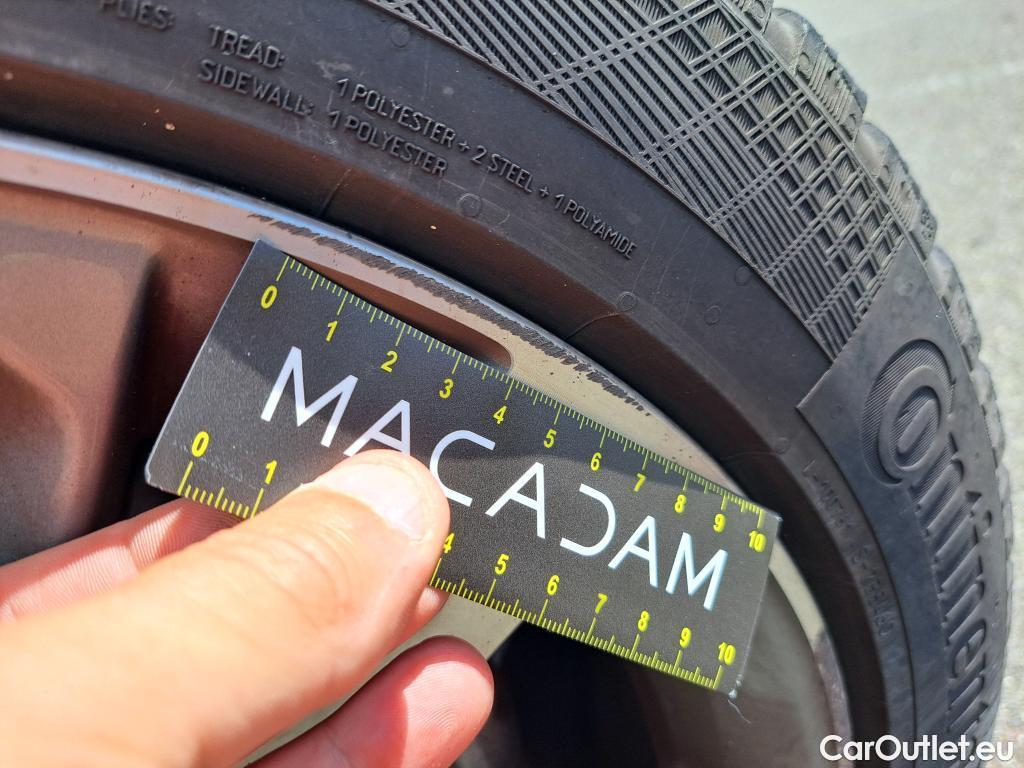 PLIES:
TREAD: 1 POLYESTER + 2 STEEL + 1 POLYAMIDE
SIDEWALL: 1 POLYESTER
0 1 2 3 4 5 6 7 8 9 10
MACADAM
0 1 4 5 6 7 8 9 10
Continental
CarOutlet.eu